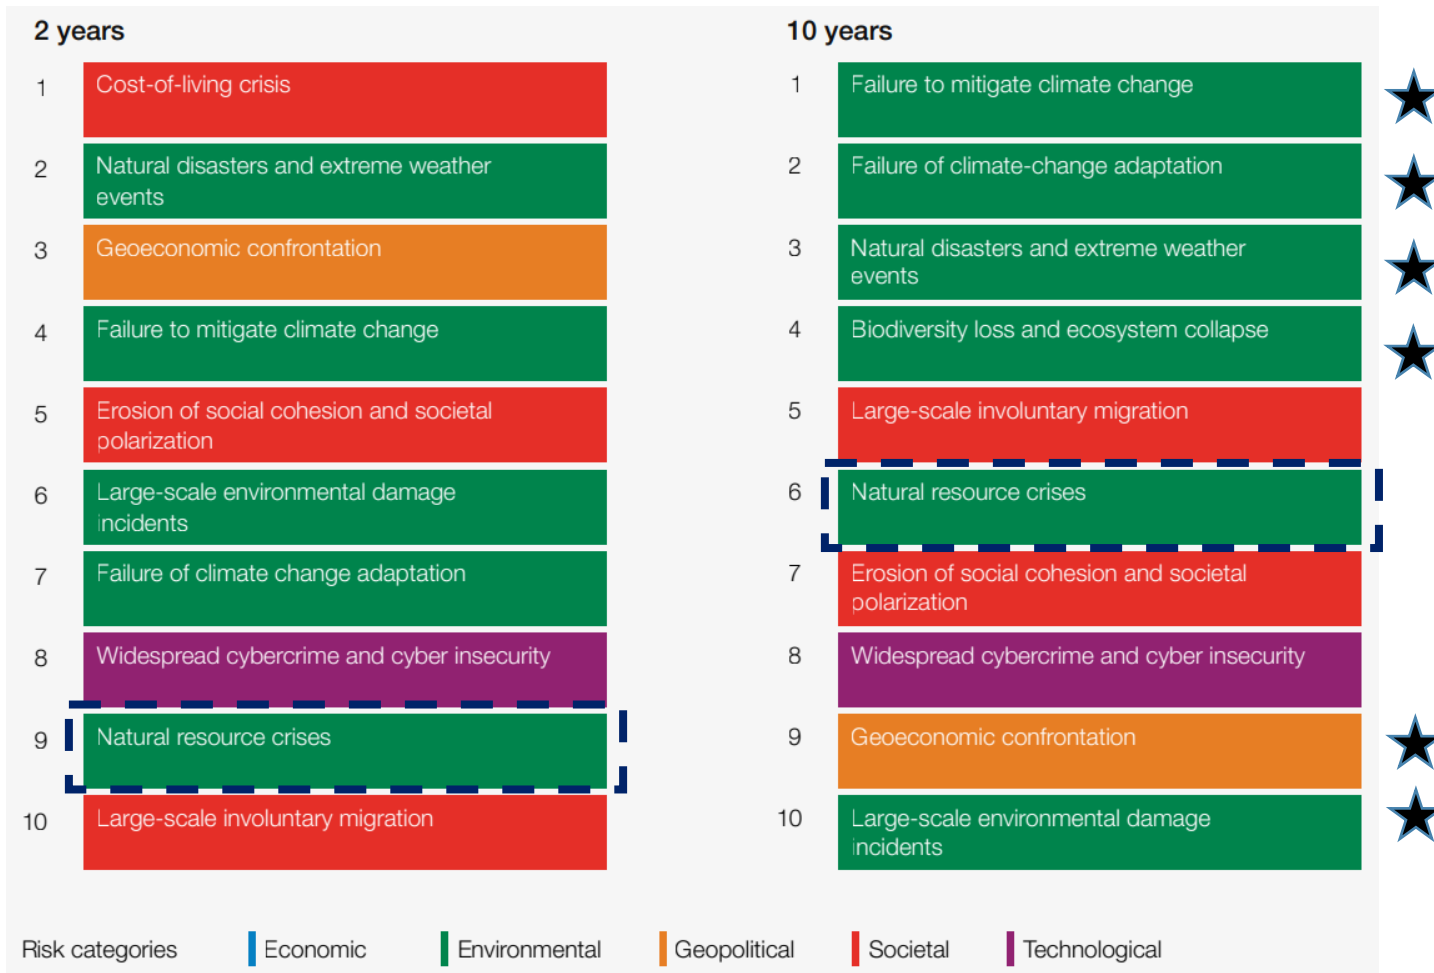 2 years
1
Cost-of-living crisis
2
Natural disasters and extreme weather
events
3
Geoeconomic confrontation
4
Failure to mitigate climate change
5
Erosion of social cohesion and societal
polarization
6
Large-scale environmental damage
incidents
7
Failure of climate change adaptation
8
Widespread cybercrime and cyber insecurity
9
Natural resource crises
10
Large-scale involuntary migration
10 years
1
Failure to mitigate climate change
2
Failure of climate-change adaptation
3
Natural disasters and extreme weather
events
4
Biodiversity loss and ecosystem collapse
5
Large-scale involuntary migration
6
Natural resource crises
7
Erosion of social cohesion and societal
polarization
8
Widespread cybercrime and cyber insecurity
9
Geoeconomic confrontation
10
Large-scale environmental damage
incidents
Risk categories
Economic
Environmental
Geopolitical
Societal
Technological